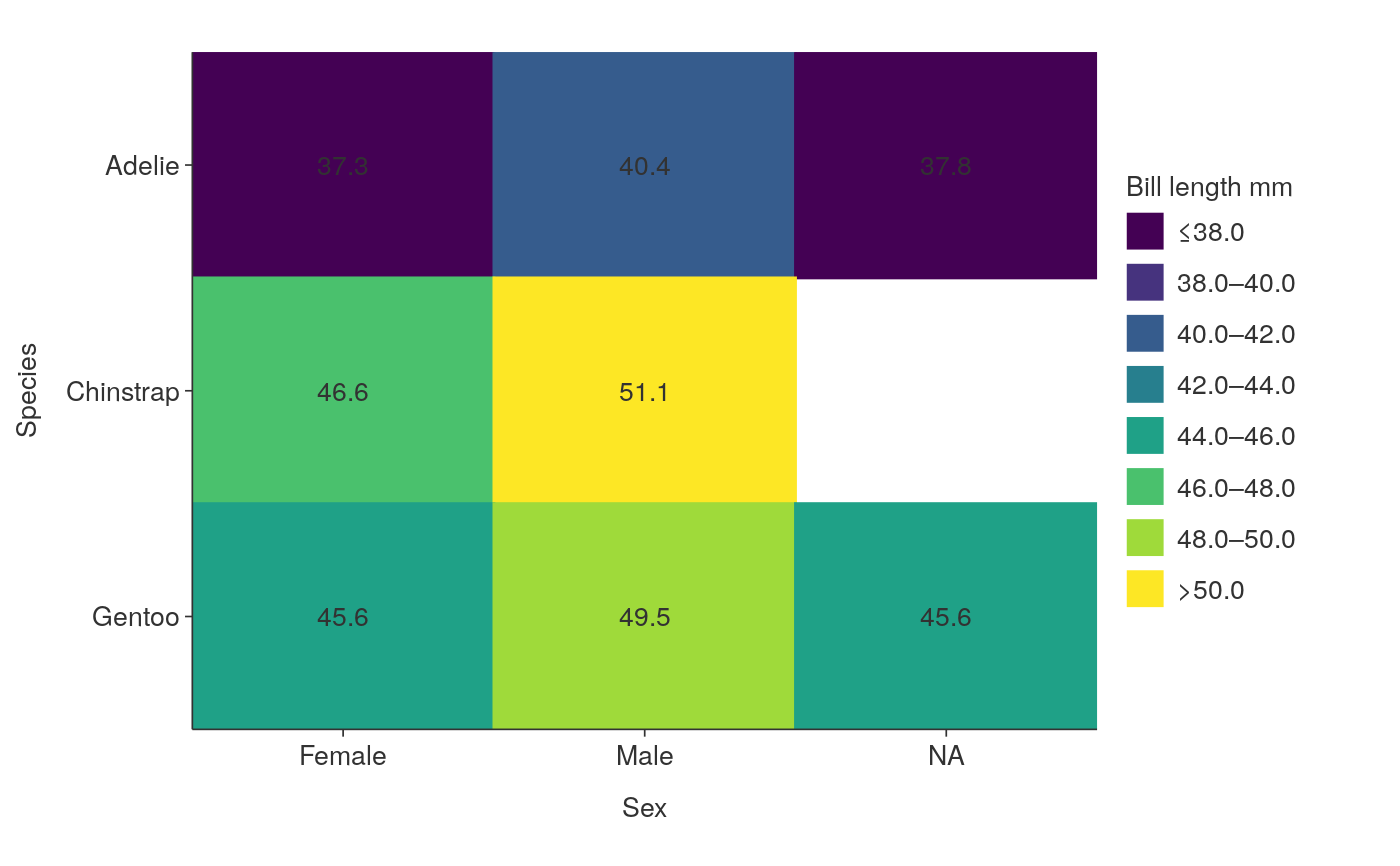 Adelie
37.3
40.4
37.8
Chinstrap
46.6
51.1
Gentoo
45.6
49.5
45.6
Female
Male
NA
Sex
Species
Bill length mm
≤38.0
38.0–40.0
40.0–42.0
42.0–44.0
44.0–46.0
46.0–48.0
48.0–50.0
>50.0